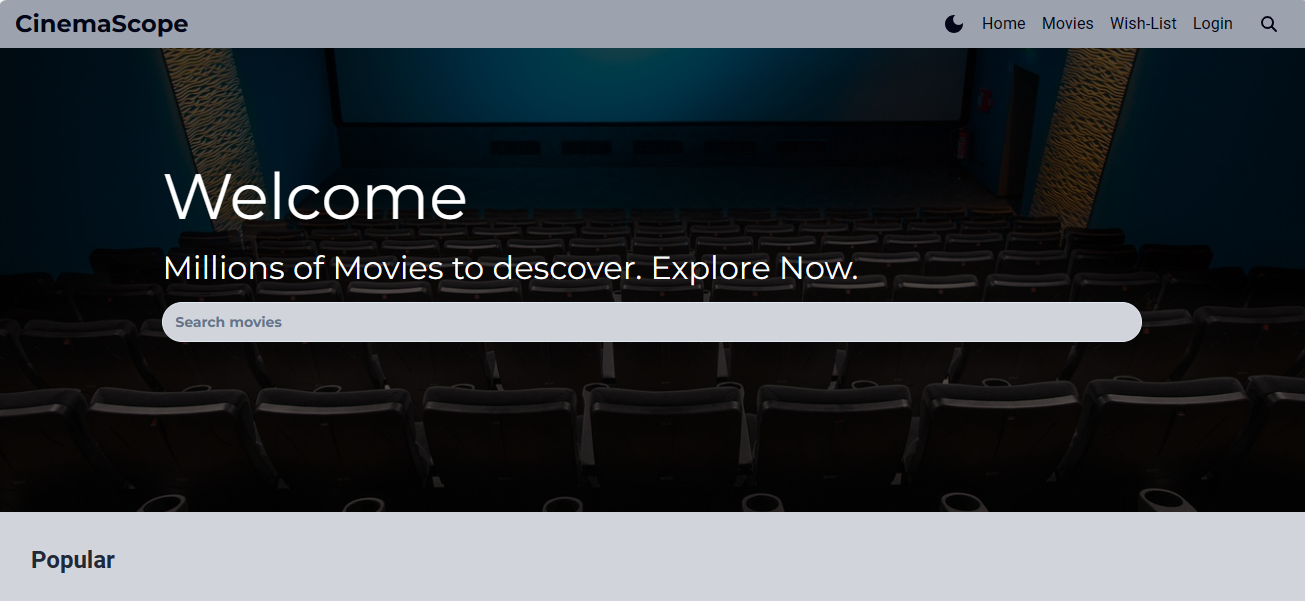 CinemaScope
Home Movies Wish-List Login
Welcome
Millions of Movies to descover. Explore Now.
Search movies
Popular